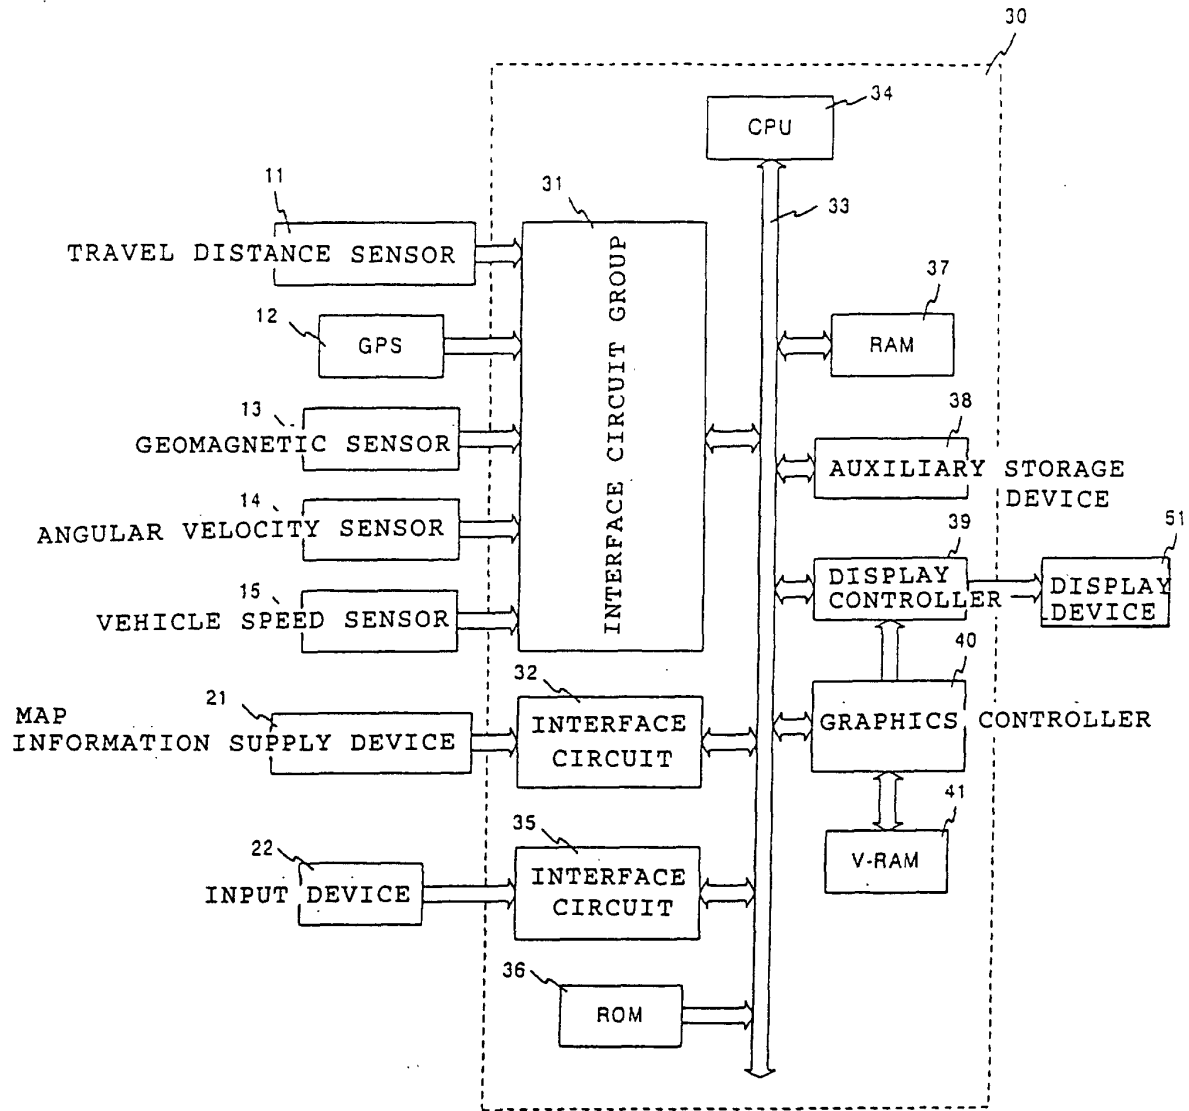 30
34
CPU
33
11
TRAVEL DISTANCE SENSOR
31
INTERFACE CIRCUIT GROUP
12
GPS
37
RAM
13
GEOMAGNETIC SENSOR
38
AUXILIARY STORAGE
DEVICE
14
ANGULAR VELOCITY SENSOR
39
DISPLAY
CONTROLLER
51
DISPLAY
DEVICE
15
VEHICLE SPEED SENSOR
40
GRAPHICS CONTROLLER
21
MAP
INFORMATION SUPPLY DEVICE
32
INTERFACE
CIRCUIT
41
V-RAM
22
INPUT DEVICE
35
INTERFACE
CIRCUIT
36
ROM